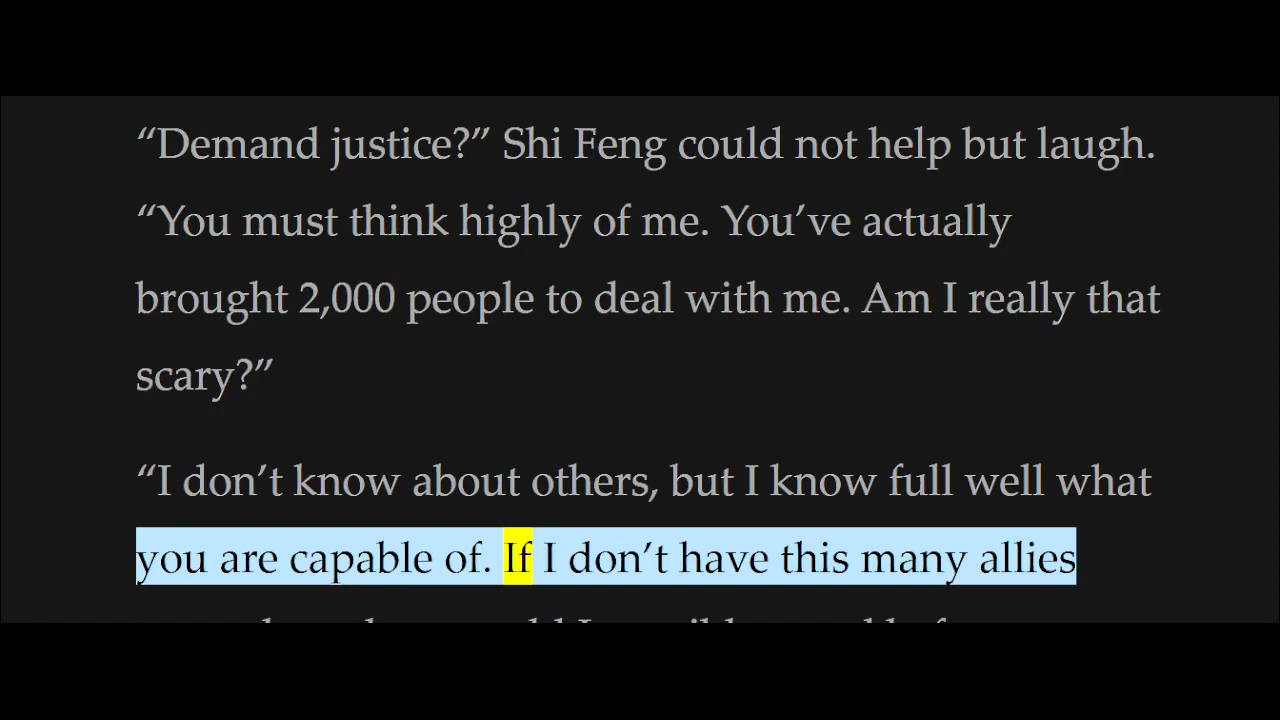 “Demand justice?” Shi Feng could not help but laugh.
“You must think highly of me. You’ve actually
brought 2,000 people to deal with me. Am I really that
scary?”
“I don’t know about others, but I know full well what
you are capable of. If I don’t have this many allies